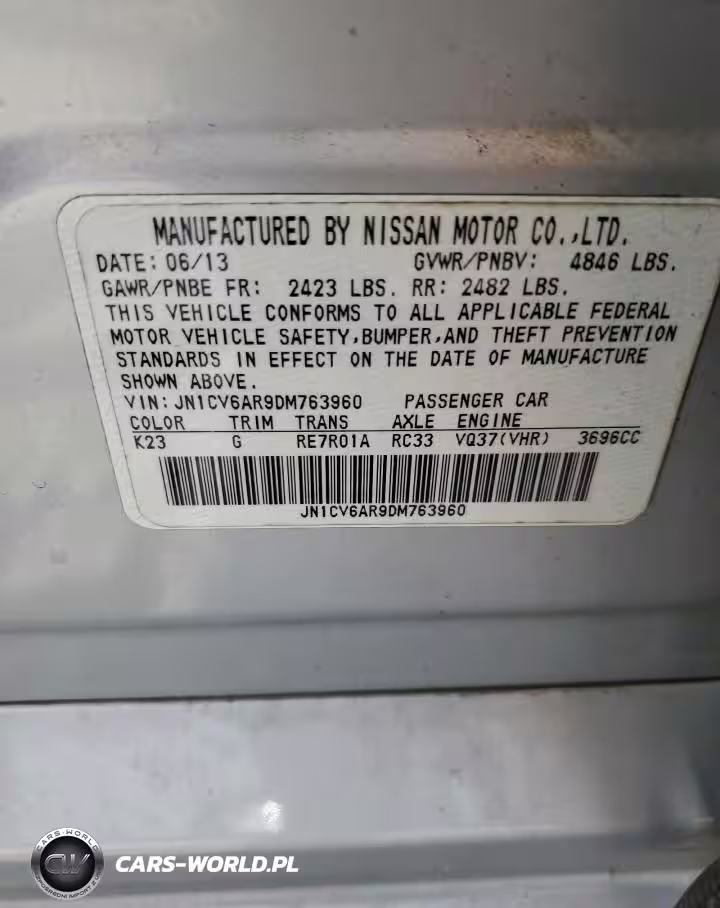 MANUFACTURED BY NISSAN MOTOR CO.,LTD.
DATE: 06/13 GVWR/PNBV: 4846 LBS.
GAWR/PNBE FR: 2423 LBS. RR: 2482 LBS.
THIS VEHICLE CONFORMS TO ALL APPLICABLE FEDERAL
MOTOR VEHICLE SAFETY,BUMPER,AND THEFT PREVENTION
STANDARDS IN EFFECT ON THE DATE OF MANUFACTURE
SHOWN ABOVE.
VIN: JN1CV6AR9DM763960 PASSENGER CAR
COLOR TRIM TRANS AXLE ENGINE
K23 G RE7R01A RC33 VQ37(VHR) 3696CC
JN1CV6AR9DM763960
CARS-WORLD
CW
CARS-WORLD.PL